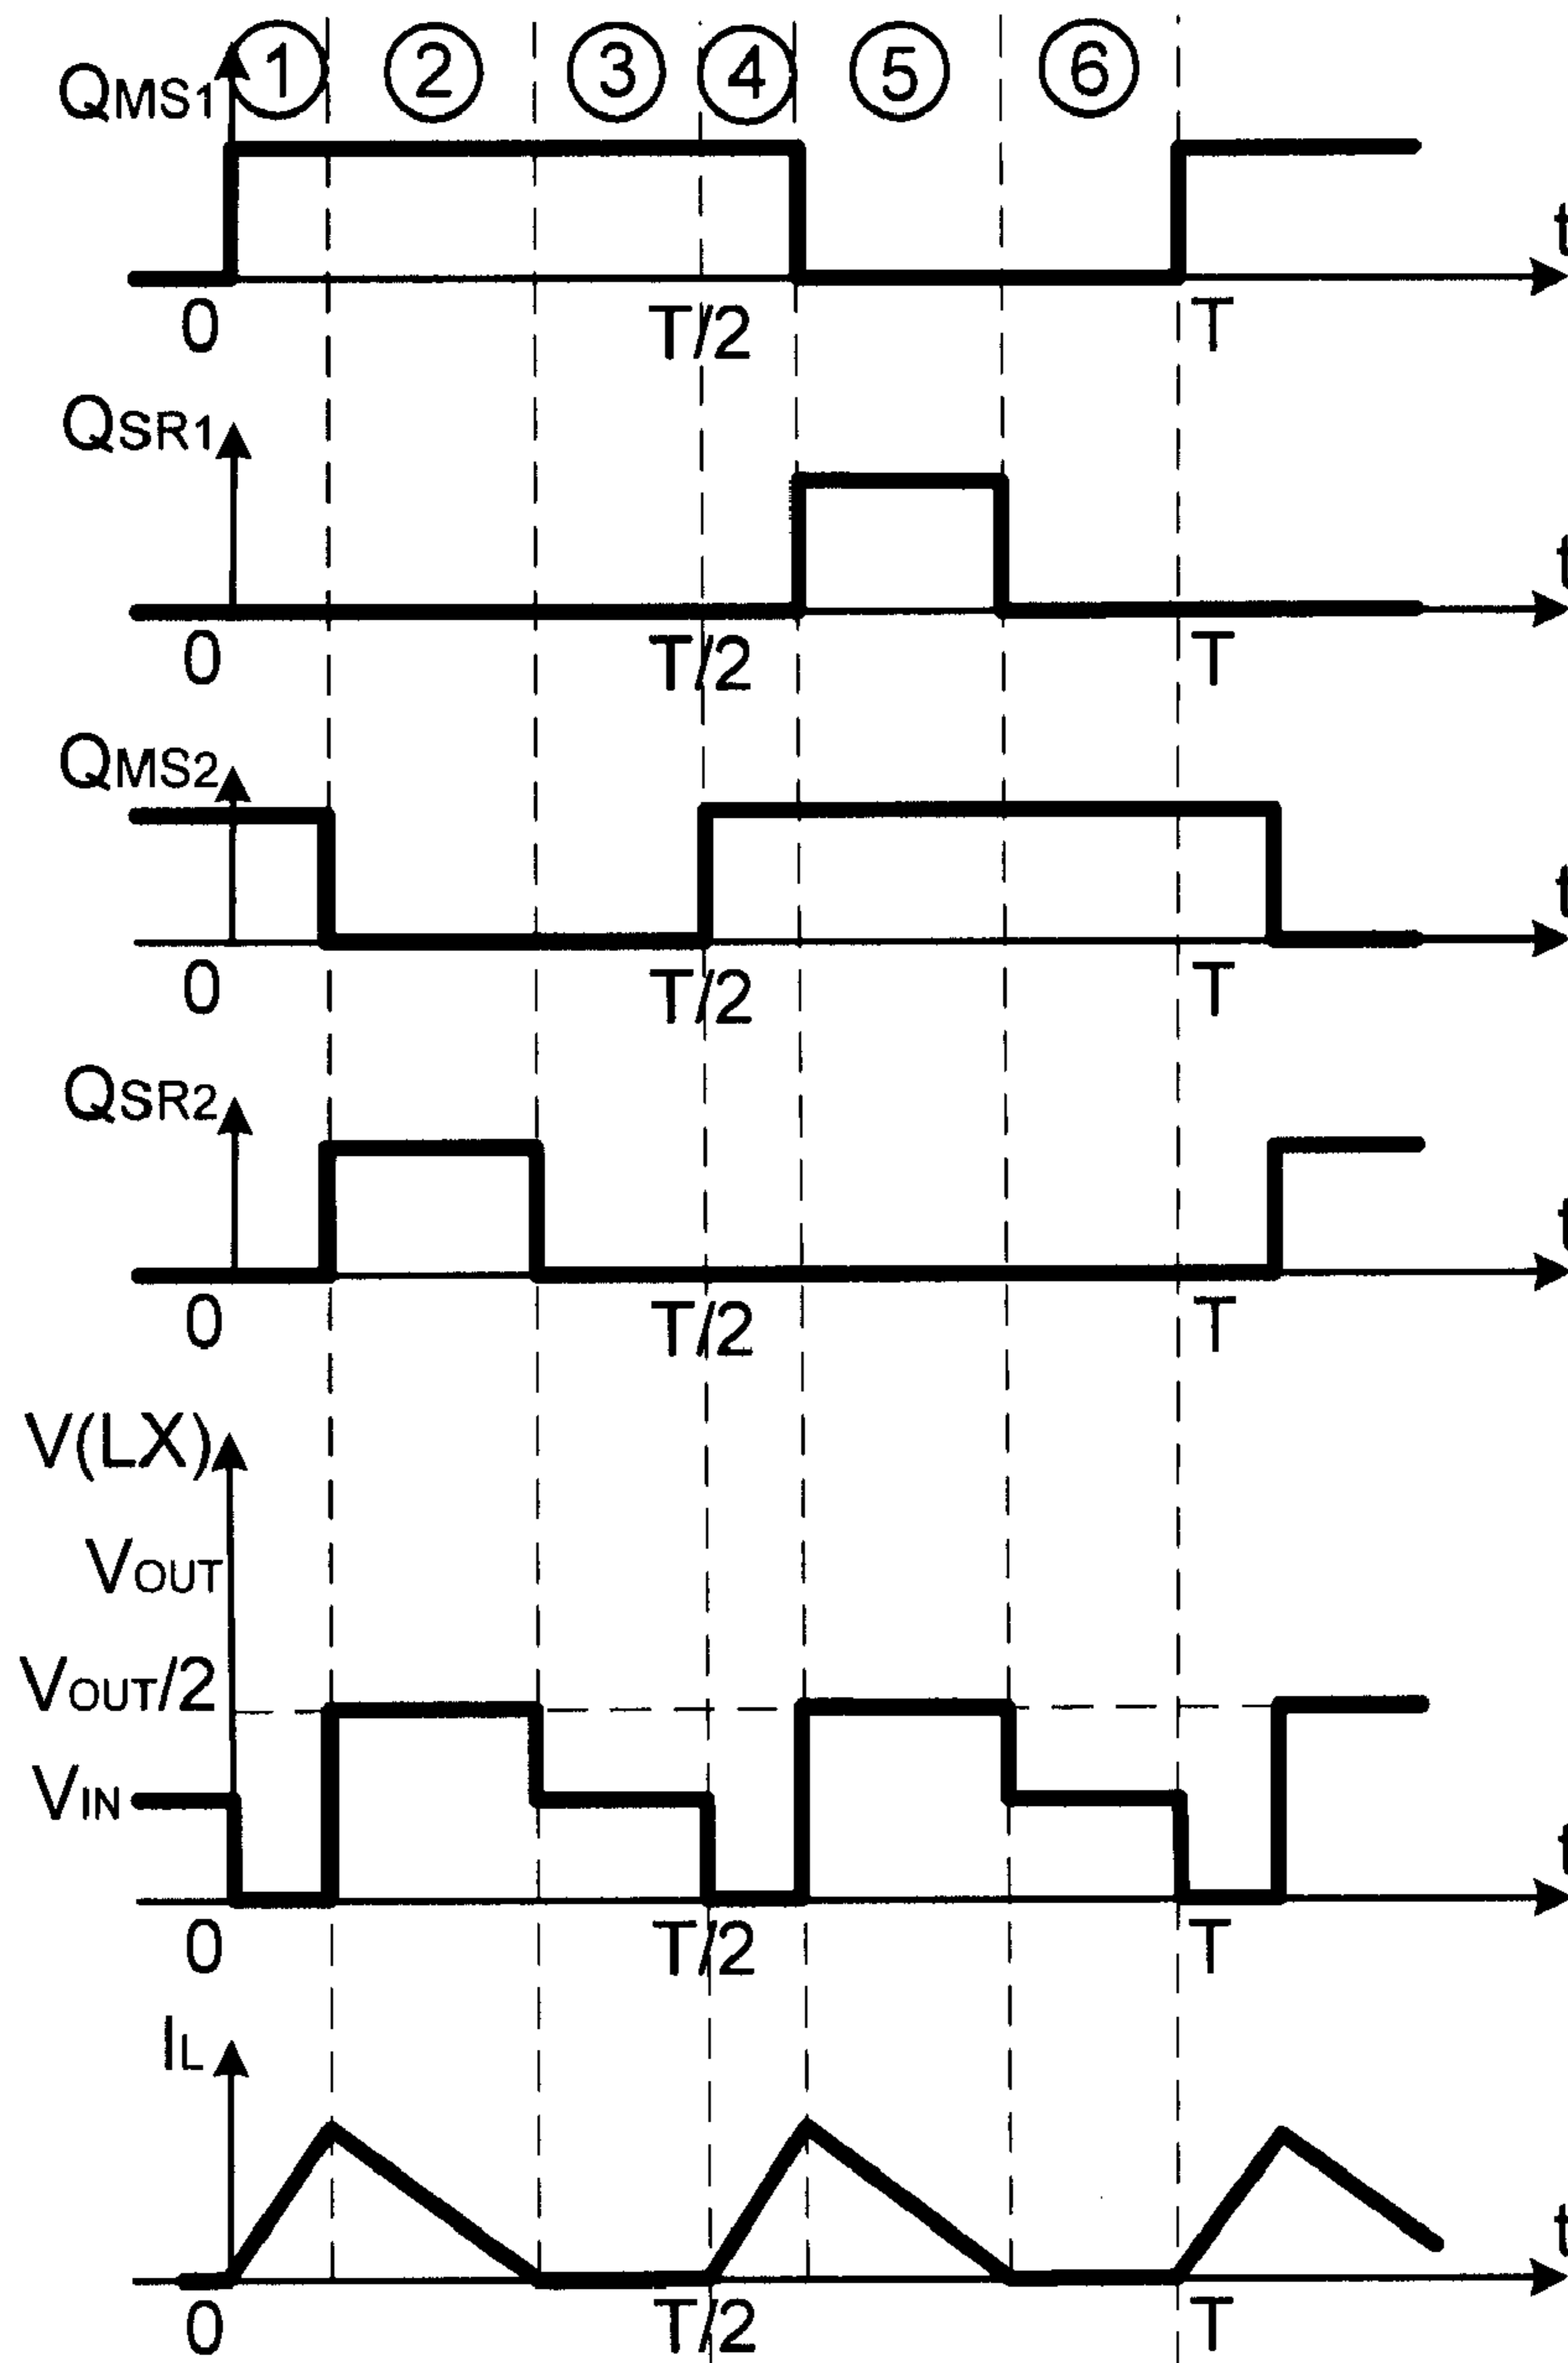 ① ② ③ ④ ⑤ ⑥
QMS1
t
0 T/2 T
QSR1
t
0 T/2 T
QMS2
t
0 T/2 T
QSR2
t
0 T/2 T
V(LX)
VOUT
VOUT/2
VIN
t
0 T/2 T
IL
t
0 T/2 T